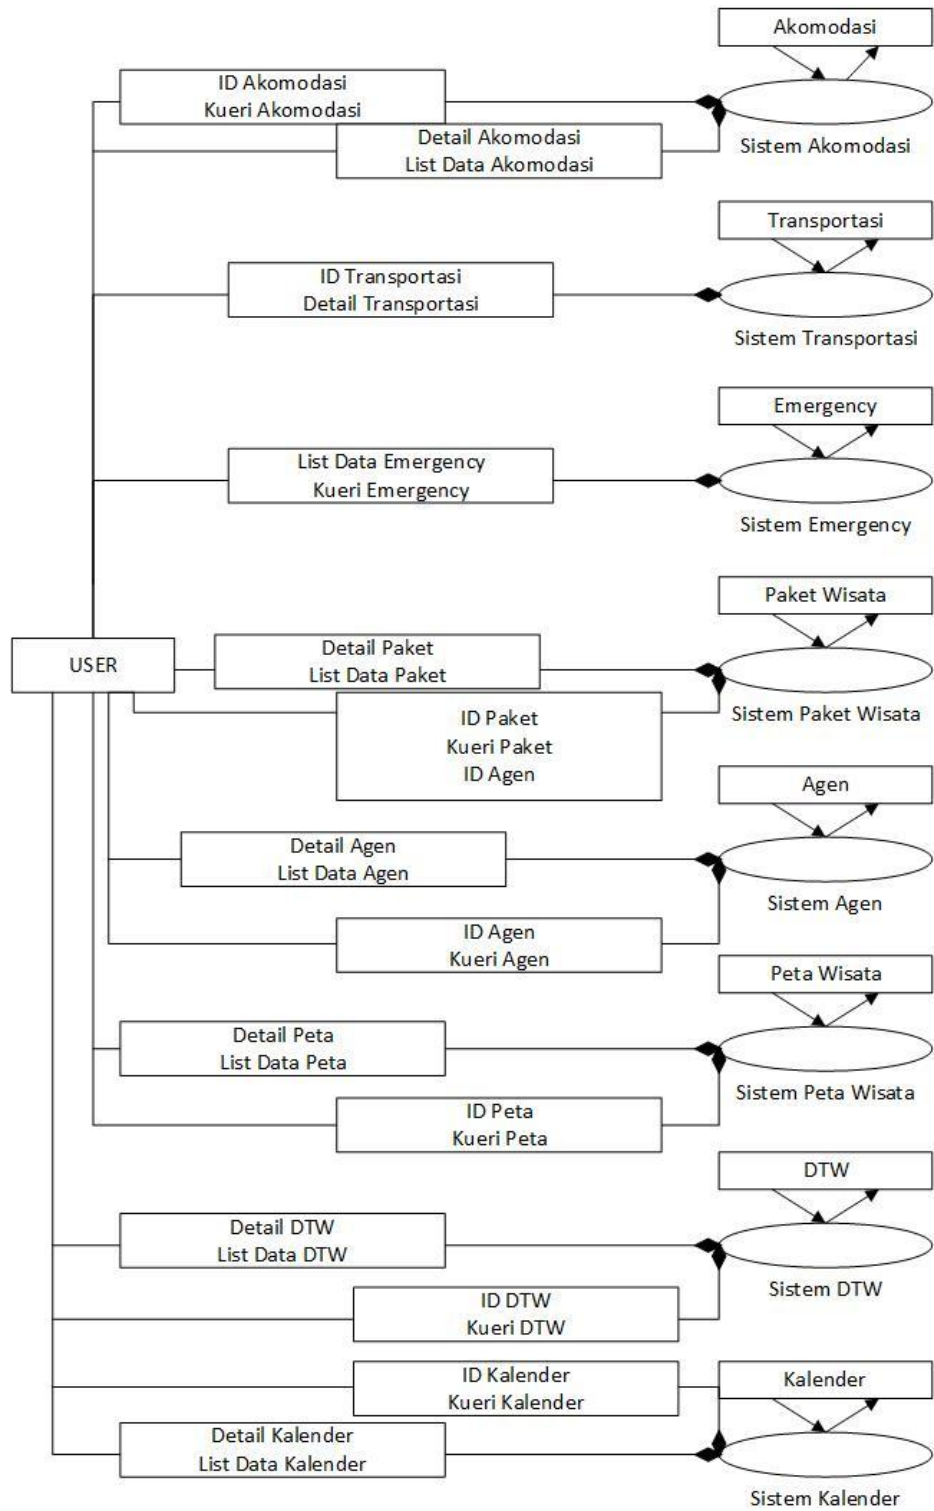 Akomodasi
ID Akomodasi
Kueri Akomodasi
Detail Akomodasi
List Data Akomodasi
Sistem Akomodasi
Transportasi
ID Transportasi
Detail Transportasi
Sistem Transportasi
Emergency
List Data Emergency
Kueri Emergency
Sistem Emergency
Paket Wisata
USER
Detail Paket
List Data Paket
Sistem Paket Wisata
ID Paket
Kueri Paket
ID Agen
Agen
Detail Agen
List Data Agen
Sistem Agen
ID Agen
Kueri Agen
Peta Wisata
Detail Peta
List Data Peta
Sistem Peta Wisata
ID Peta
Kueri Peta
DTW
Detail DTW
List Data DTW
Sistem DTW
ID DTW
Kueri DTW
Kalender
ID Kalender
Kueri Kalender
Detail Kalender
List Data Kalender
Sistem Kalender